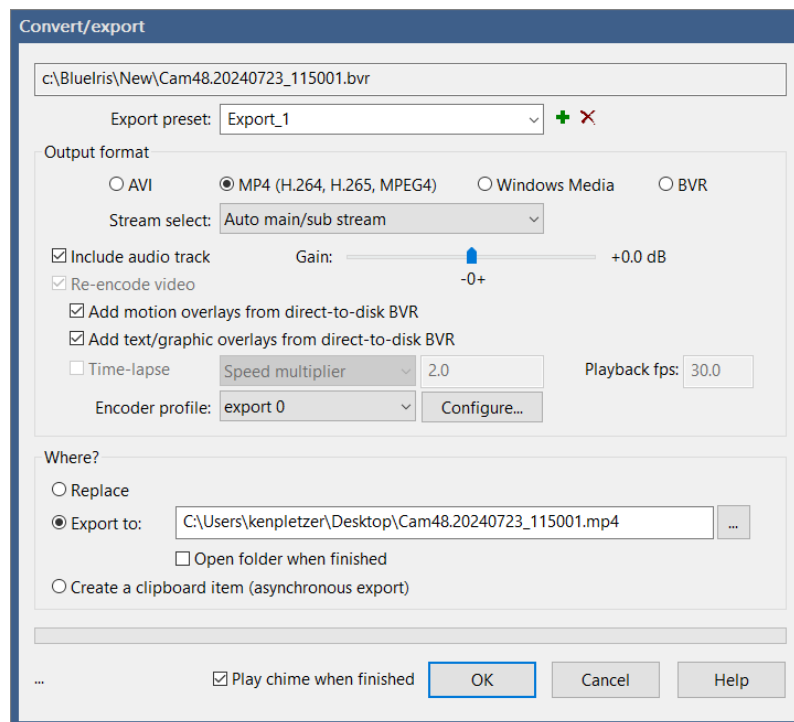 Convert/export
c:\BlueIris\New\Cam48.20240723_115001.bvr
Export preset: Export_1
Output format
AVI MP4 (H.264, H.265, MPEG4) Windows Media BVR
Stream select: Auto main/sub stream
Include audio track Gain: +0.0 dB
-0+
Re-encode video
Add motion overlays from direct-to-disk BVR
Add text/graphic overlays from direct-to-disk BVR
Time-lapse Speed multiplier 2.0 Playback fps: 30.0
Encoder profile: export 0 Configure...
Where?
Replace
Export to: C:\Users\kenpletzer\Desktop\Cam48.20240723_115001.mp4 ...
Open folder when finished
Create a clipboard item (asynchronous export)
... Play chime when finished OK Cancel Help